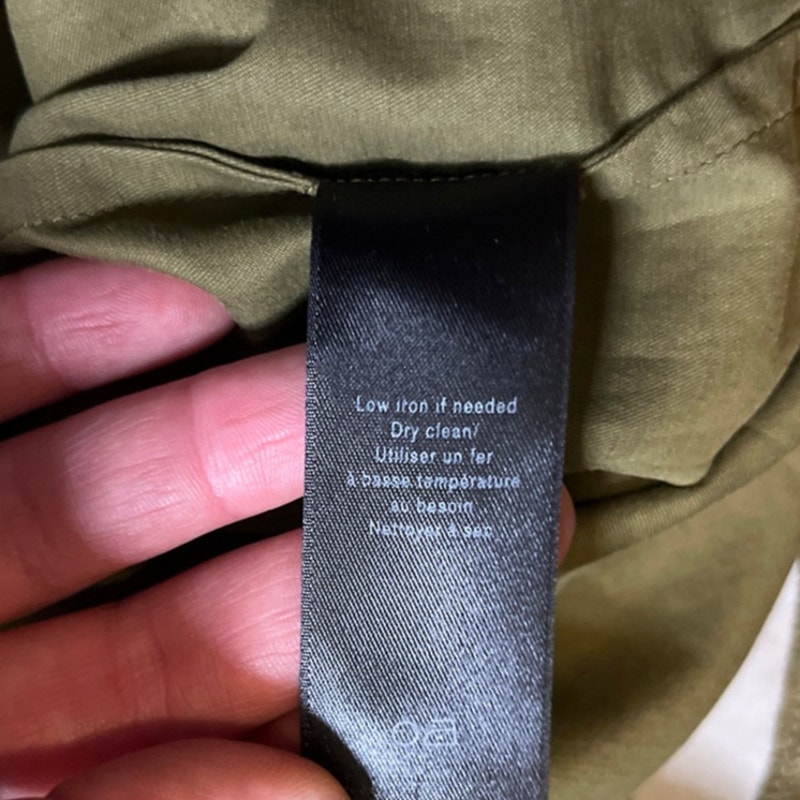 Low iron if needed
Dry clean/
Utiliser un fer
à basse température
au besoin
Nettoyer à sec